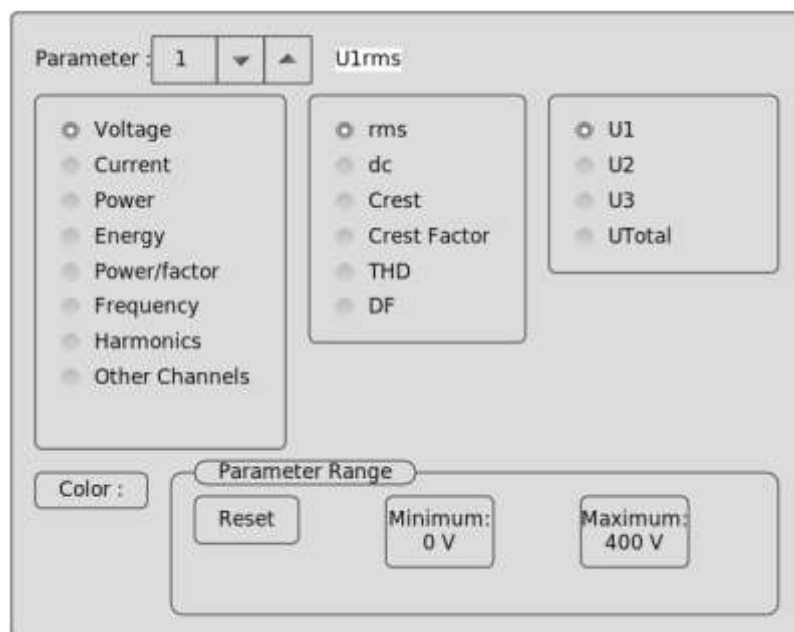 Parameter : 1 U1rms
Voltage
Current
Power
Energy
Power/factor
Frequency
Harmonics
Other Channels
rms
dc
Crest
Crest Factor
THD
DF
U1
U2
U3
UTotal
Color :
Parameter Range
Reset
Minimum:
0 V
Maximum:
400 V